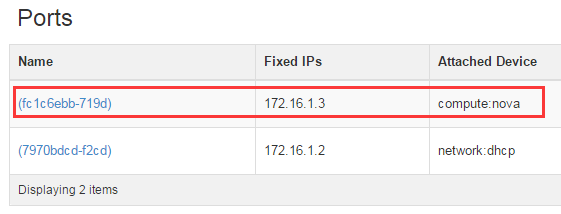 Ports
Name Fixed IPs Attached Device
(fc1c6ebb-719d) 172.16.1.3 compute:nova
(7970bdcd-f2cd) 172.16.1.2 network:dhcp
Displaying 2 items